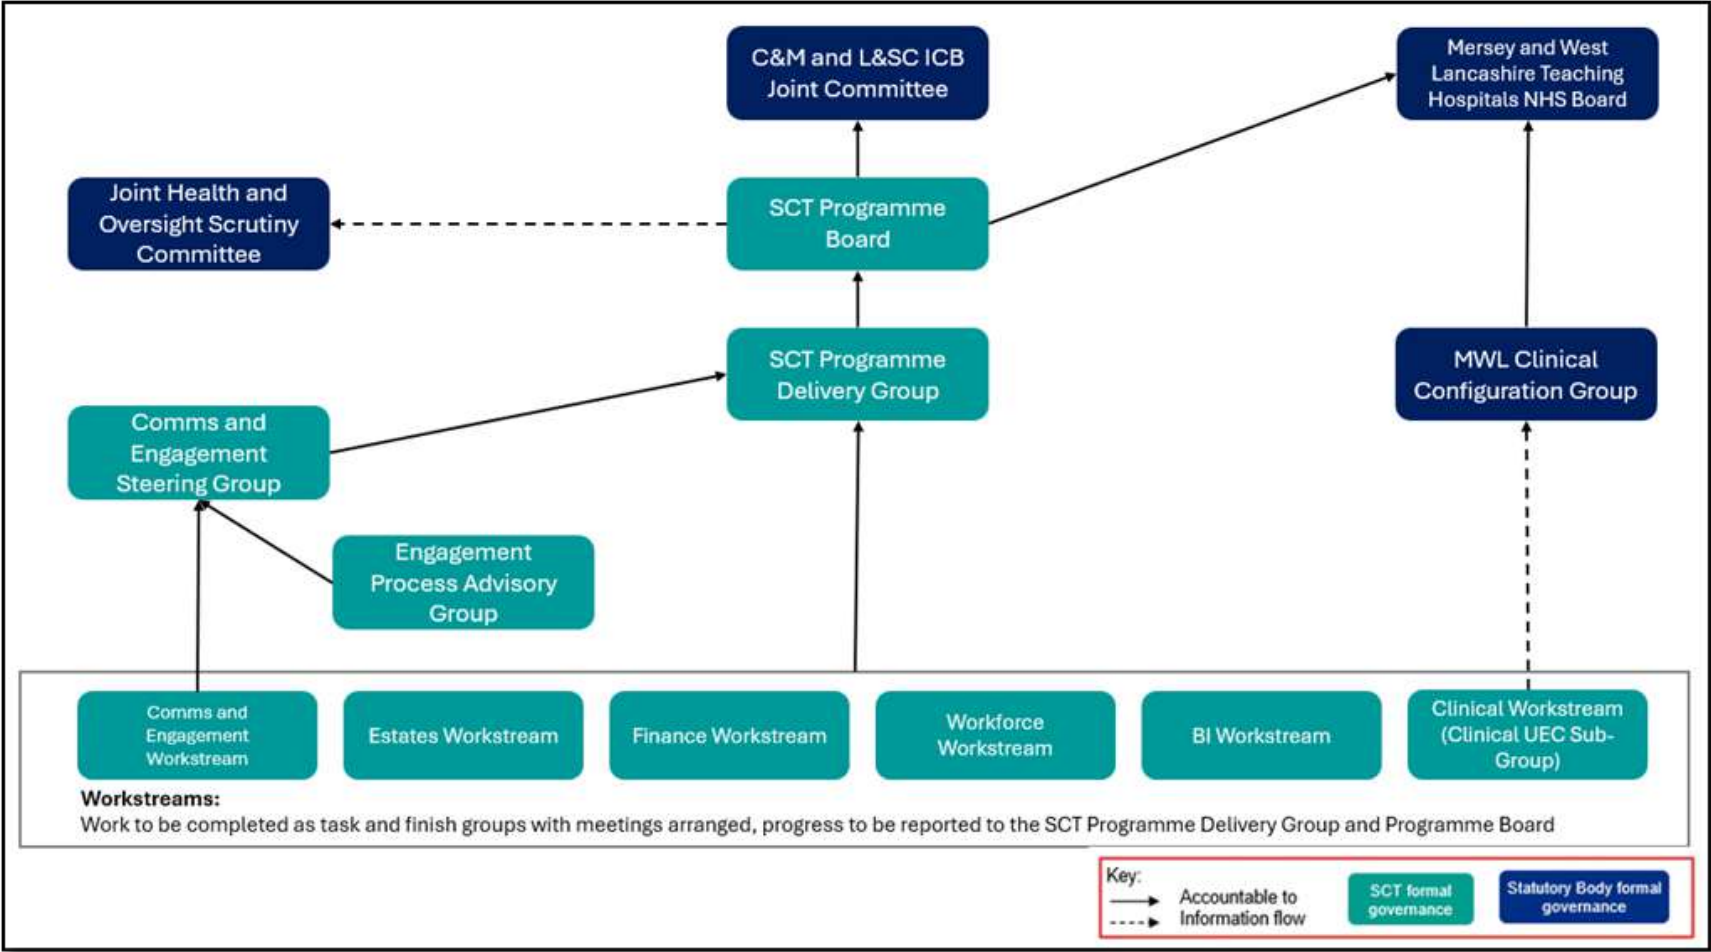 C&M and L&SC ICB
Joint Committee
Mersey and West
Lancashire Teaching
Hospitals NHS Board
Joint Health and
Oversight Scrutiny
Committee
SCT Programme
Board
SCT Programme
Delivery Group
MWL Clinical
Configuration Group
Comms and
Engagement
Steering Group
Engagement
Process Advisory
Group
Comms and
Engagement
Workstream
Estates Workstream
Finance Workstream
Workforce
Workstream
BI Workstream
Clinical Workstream
(Clinical UEC Sub-
Group)
Workstreams:
Work to be completed as task and finish groups with meetings arranged, progress to be reported to the SCT Programme Delivery Group and Programme Board
Key:
Accountable to
Information flow
SCT formal
governance
Statutory Body formal
governance